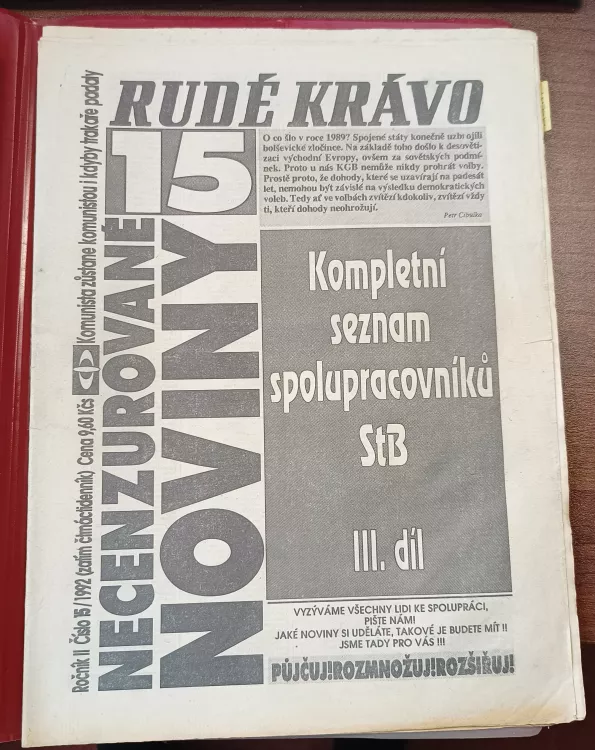 RUDÉ KRÁVO
15
NECENZUROVANÉ
NOVINY
Ročník II Číslo 15/1992 (zatím čtrnáctideník) Cena 9,60 Kčs
Komunista zůstane komunistou i kdyby trakaře padaly
O co šlo v roce 1989? Spojené státy konečně uzbrojili
bolševické zločince. Na základě toho došlo k desověti-
zaci východní Evropy, ovšem za sovětských podmí-
nek. Proto u nás KGB nemůže nikdy prohrát volby.
Prostě proto, že dohody, které se uzavírají na padesát
let, nemohou být závislé na výsledku demokratických
voleb. Tedy ať ve volbách zvítězí kdokoliv, zvítězí vždy
ti, kteří dohody neohrožují.
Petr Cibulka
Kompletní
seznam
spolupracovníků
StB
III. díl
VYZÝVÁME VŠECHNY LIDI KE SPOLUPRÁCI,
PIŠTE NÁM!
JAKÉ NOVINY SI UDĚLÁTE, TAKOVÉ JE BUDETE MÍT !!
JSME TADY PRO VÁS !!!
PŮJČUJ!ROZMNOŽUJ!ROZŠIŘUJ!